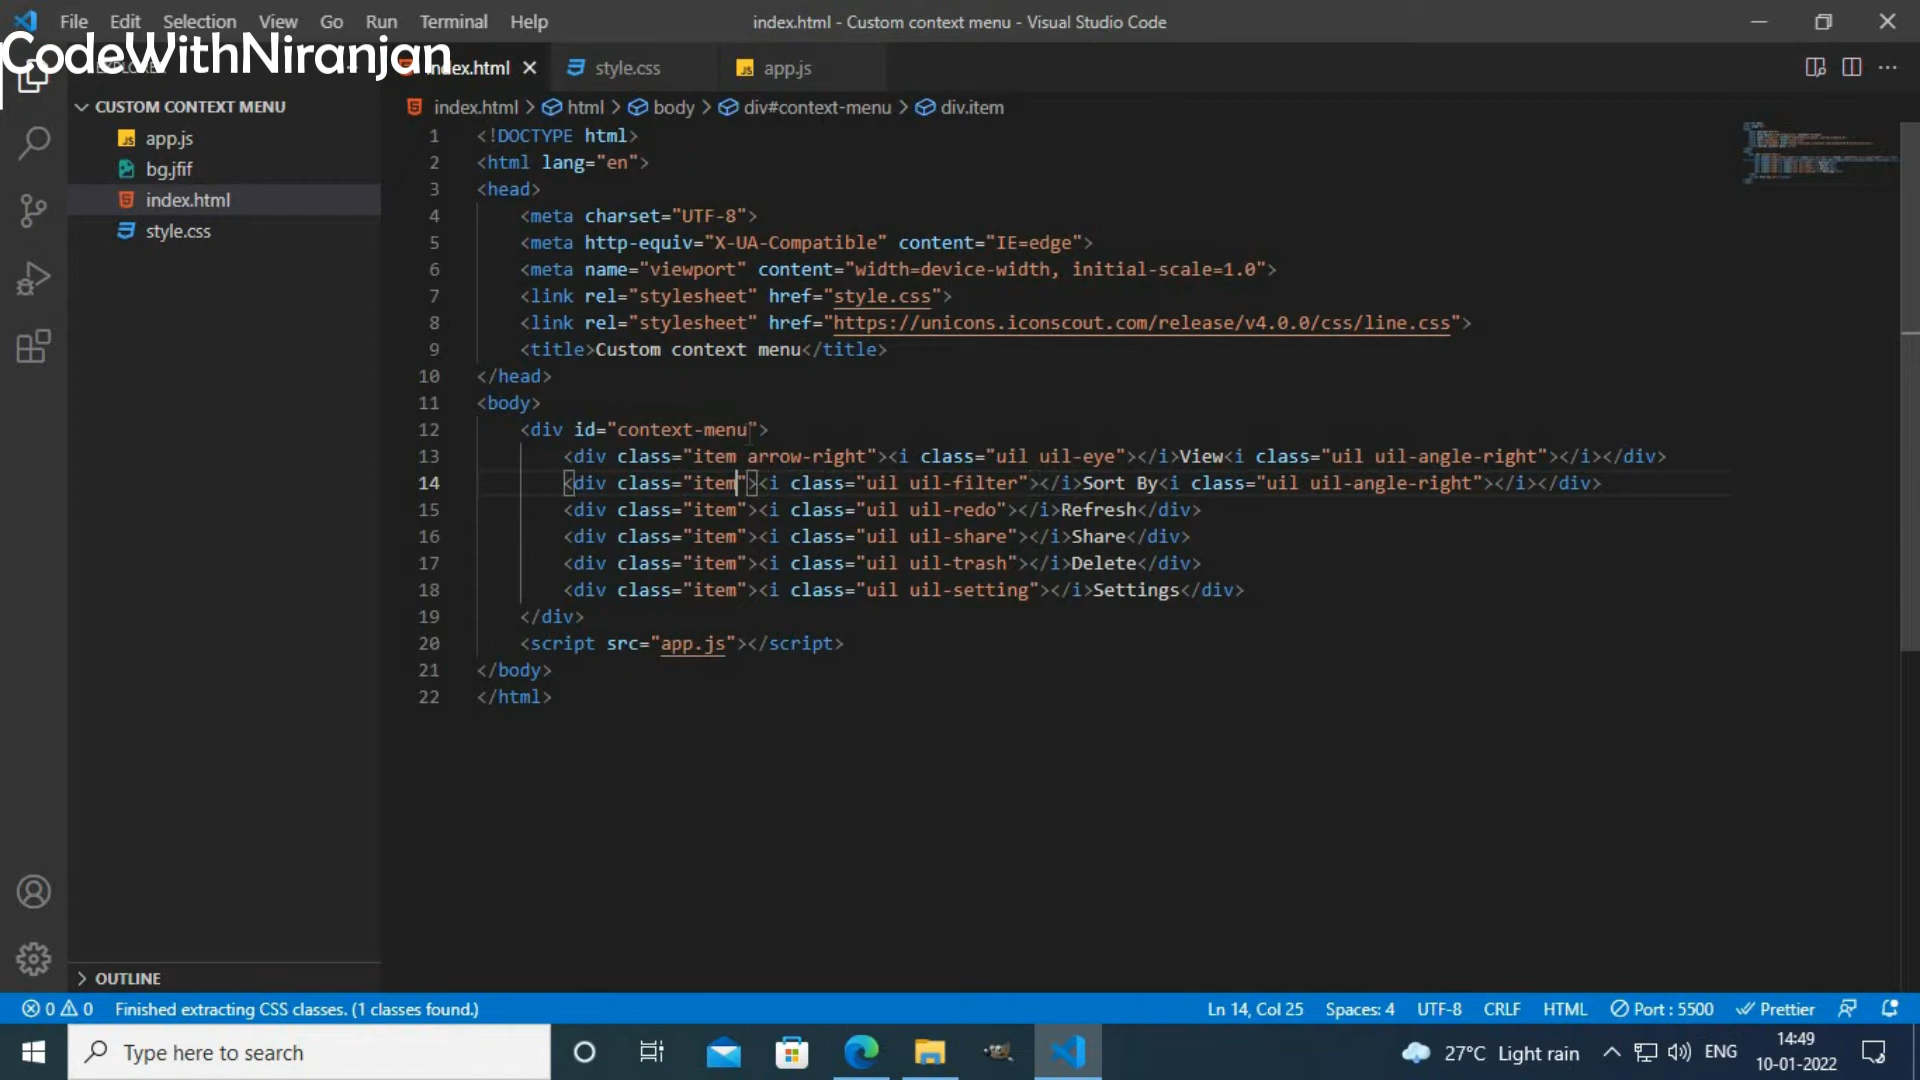 File Edit Selection View Go Run Terminal Help
index.html - Custom context menu - Visual Studio Code
CodeWithNiranjan
index.html style.css app.js
CUSTOM CONTEXT MENU
app.js
bg.jfif
index.html
style.css
index.html > html > body > div#context-menu > div.item
1 <!DOCTYPE html>
2 <html lang="en">
3 <head>
4 <meta charset="UTF-8">
5 <meta http-equiv="X-UA-Compatible" content="IE=edge">
6 <meta name="viewport" content="width=device-width, initial-scale=1.0">
7 <link rel="stylesheet" href="style.css">
8 <link rel="stylesheet" href="https://unicons.iconscout.com/release/v4.0.0/css/line.css">
9 <title>Custom context menu</title>
10 </head>
11 <body>
12 <div id="context-menu">
13 <div class="item arrow-right"><i class="uil uil-eye"></i>View<i class="uil uil-angle-right"></i></div>
14 <div class="item"><i class="uil uil-filter"></i>Sort By<i class="uil uil-angle-right"></i></div>
15 <div class="item"><i class="uil uil-redo"></i>Refresh</div>
16 <div class="item"><i class="uil uil-share"></i>Share</div>
17 <div class="item"><i class="uil uil-trash"></i>Delete</div>
18 <div class="item"><i class="uil uil-setting"></i>Settings</div>
19 </div>
20 <script src="app.js"></script>
21 </body>
22 </html>
OUTLINE
0 0 Finished extracting CSS classes. (1 classes found.)
Ln 14, Col 25 Spaces: 4 UTF-8 CRLF HTML Port : 5500 Prettier
Type here to search
27°C Light rain ENG
14:49
10-01-2022